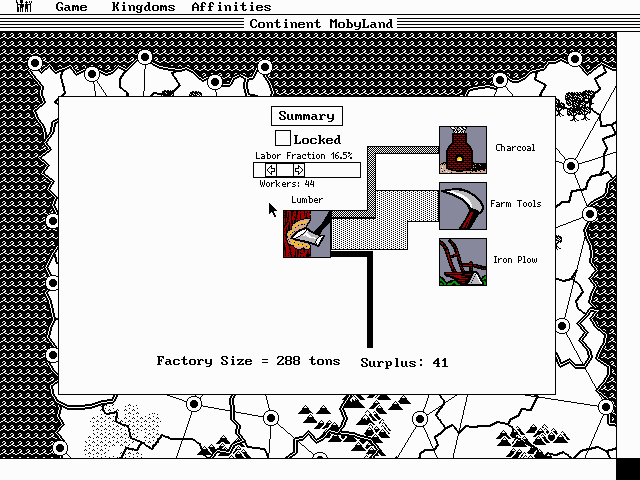 Game Kingdoms Affinities
Continent MobyLand
Summary
Locked
Labor Fraction 16.5%
Workers: 44
Lumber
Charcoal
Farm Tools
Iron Plow
Factory Size = 288 tons Surplus: 41